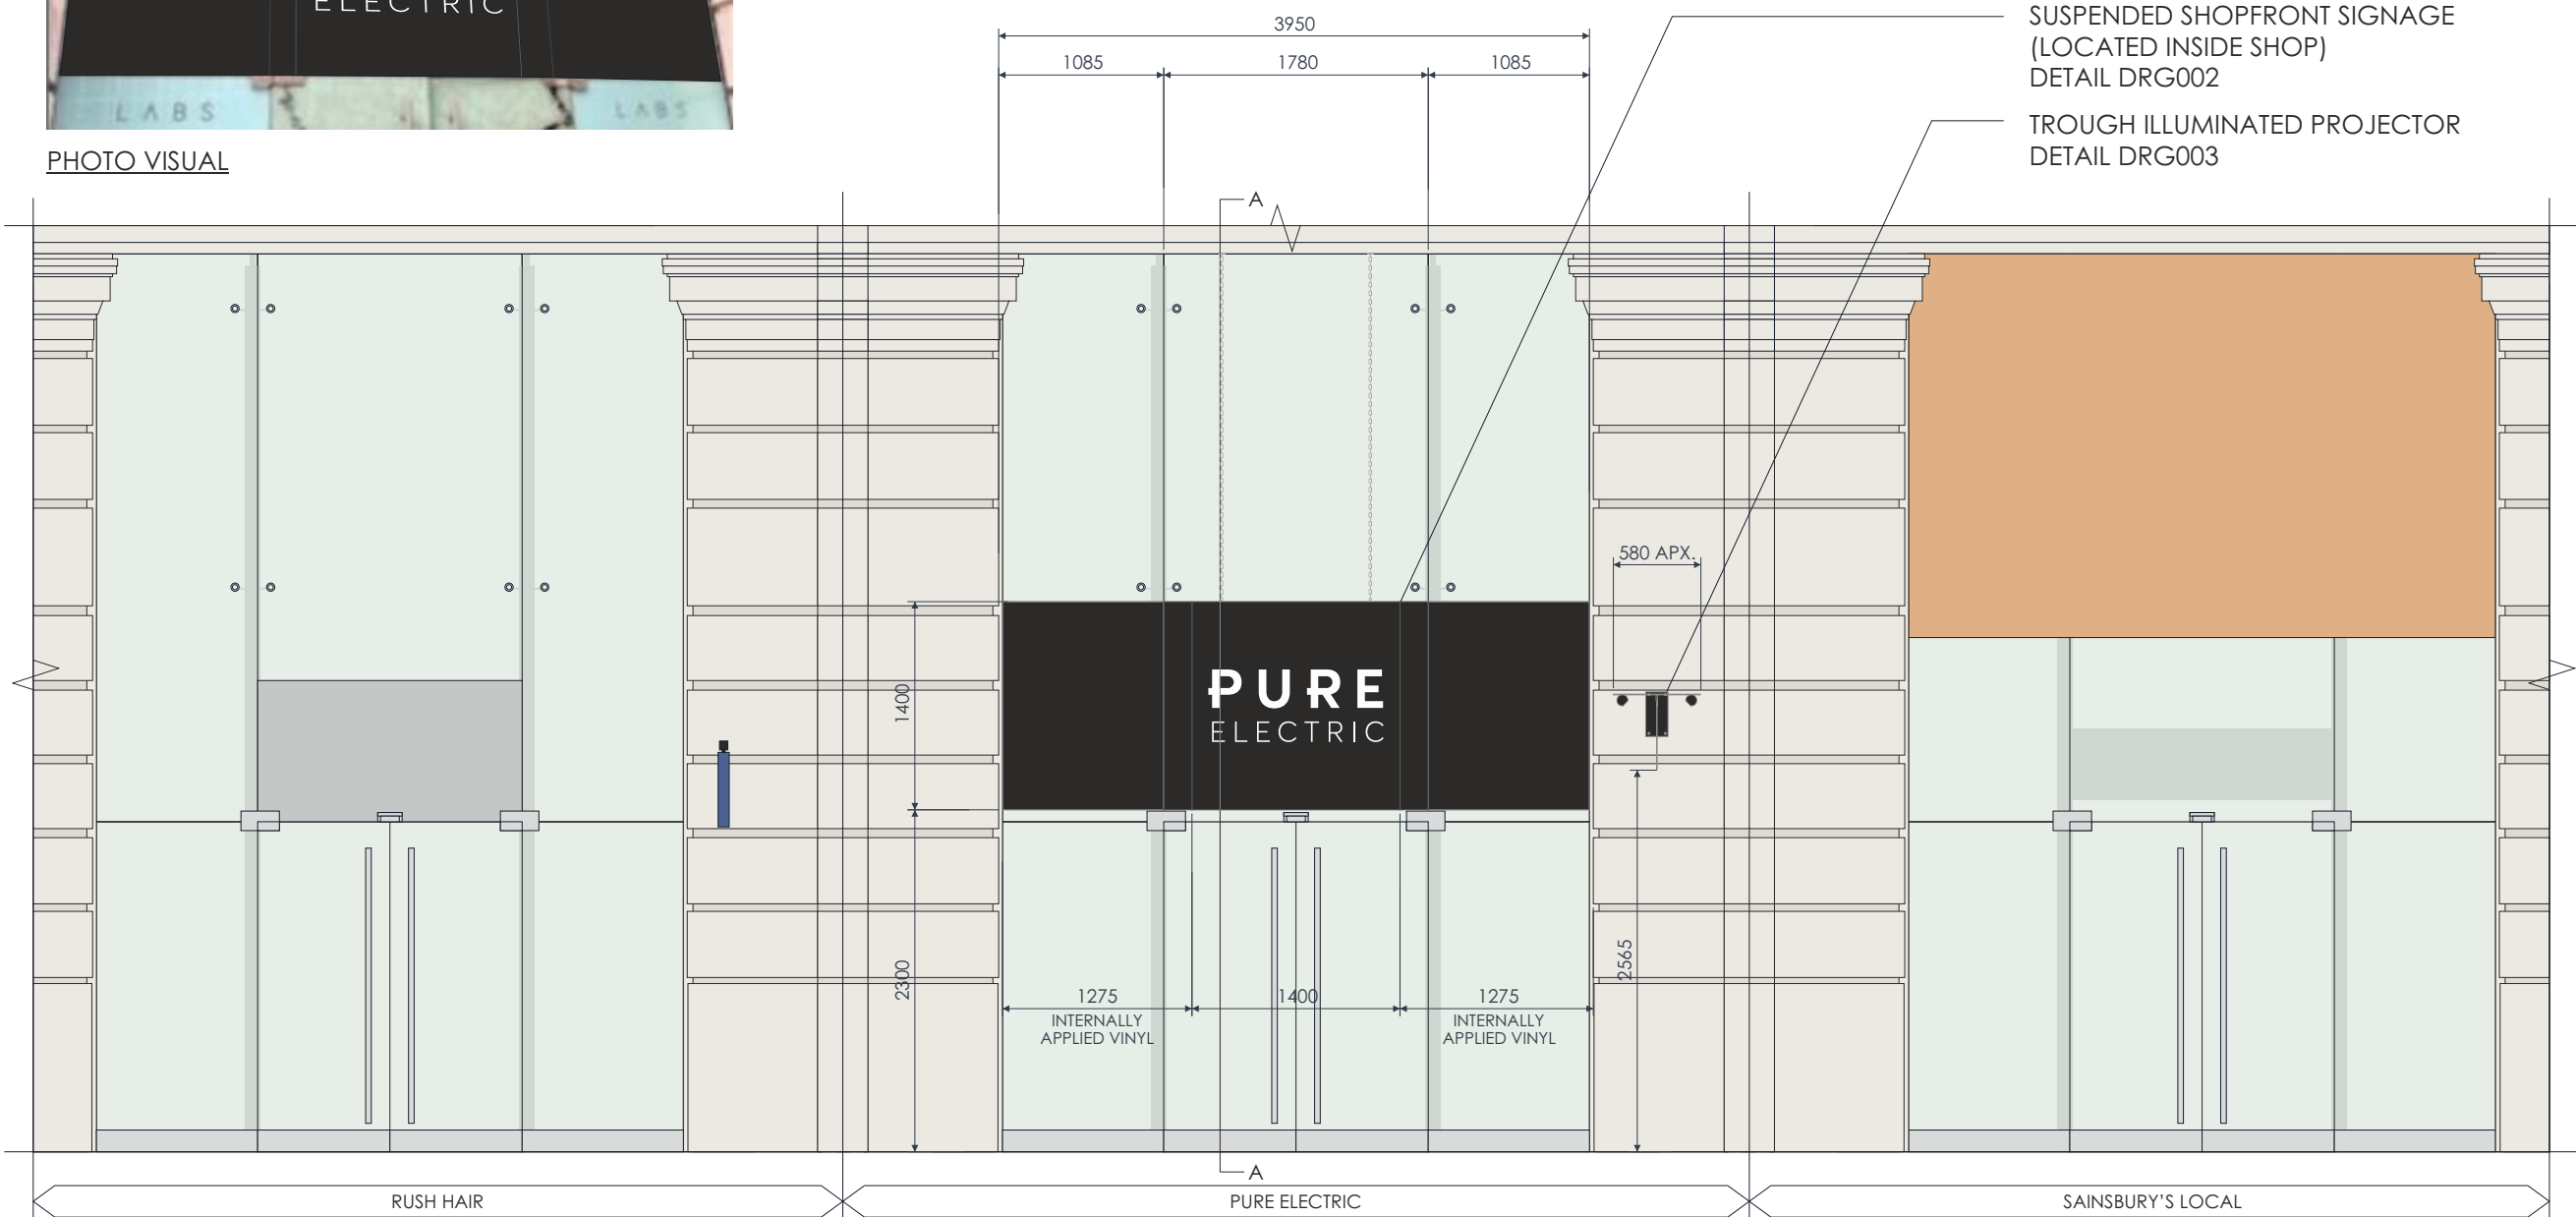 ELECTRIC
LABS
LABS
PHOTO VISUAL
3950
1085
1780
1085
SUSPENDED SHOPFRONT SIGNAGE
(LOCATED INSIDE SHOP)
DETAIL DRG002
TROUGH ILLUMINATED PROJECTOR
DETAIL DRG003
A
580 APX.
1400
PURE
ELECTRIC
2300
2565
1275
INTERNALLY
APPLIED VINYL
1400
1275
INTERNALLY
APPLIED VINYL
A
RUSH HAIR
PURE ELECTRIC
SAINSBURY'S LOCAL